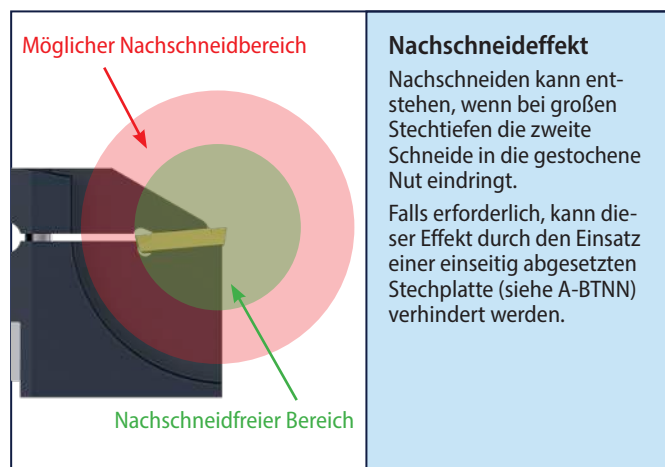 Möglicher Nachschneidbereich
Nachschneidfreier Bereich
Nachschneideffekt
Nachschneiden kann ent-
stehen, wenn bei großen
Stechtiefen die zweite
Schneide in die gestochene
Nut eindringt.
Falls erforderlich, kann die-
ser Effekt durch den Einsatz
einer einseitig abgesetzten
Stechplatte (siehe A-BTNN)
verhindert werden.